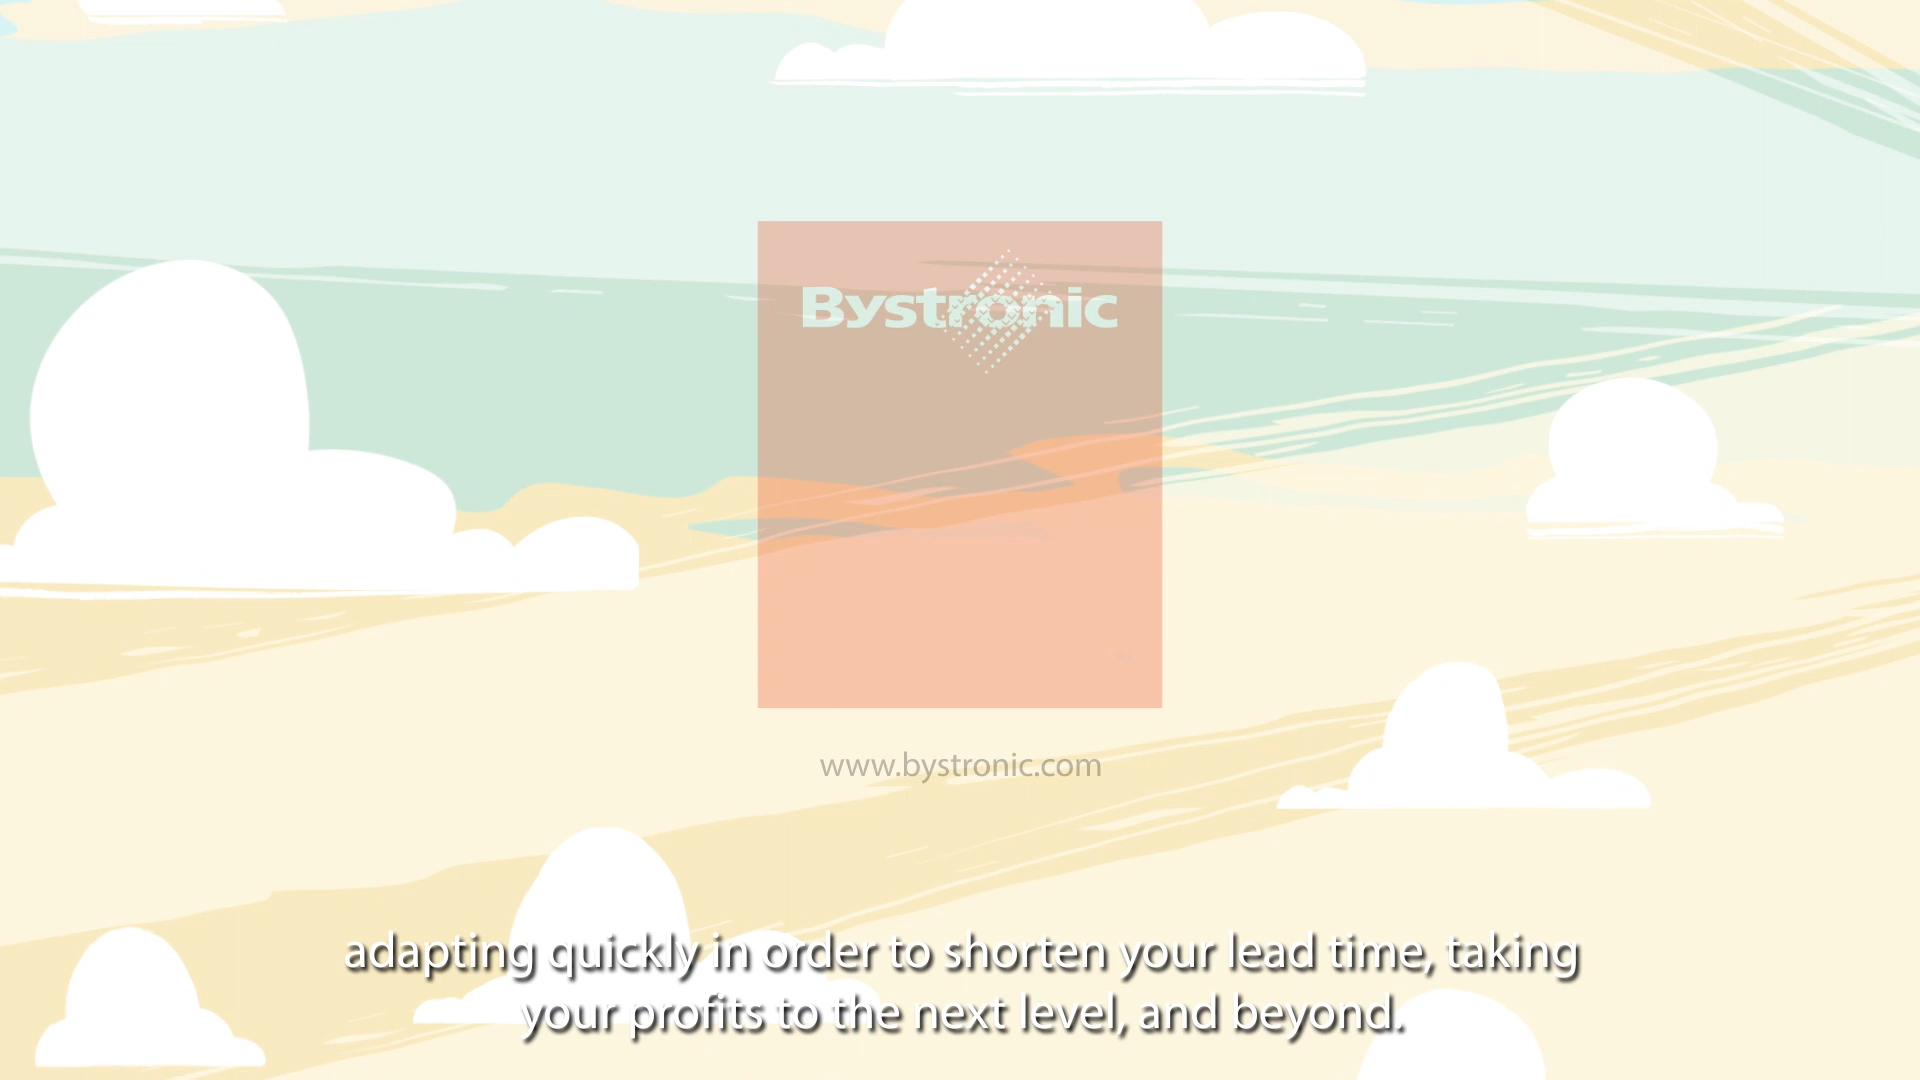 Bystronic
www.bystronic.com
adapting quickly in order to shorten your lead time, taking
your profits to the next level, and beyond.